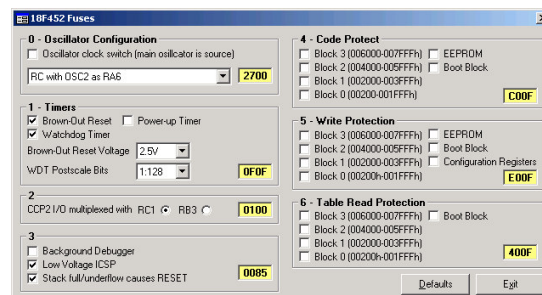 18F452 Fuses
0 - Oscillator Configuration
Oscillator clock switch (main osillcator is source)
RC with OSC2 as RA6
2700
1 - Timers
Brown-Out Reset
Power-up Timer
Watchdog Timer
Brown-Out Reset Voltage
2.5V
WDT Postscale Bits
1:128
0F0F
2
CCP2 I/O multiplexed with RC1 RB3
0100
3
Background Debugger
Low Voltage ICSP
Stack full/underflow causes RESET
0085
4 - Code Protect
Block 3 (006000-007FFFh)
EEPROM
Block 2 (004000-005FFFh)
Boot Block
Block 1 (002000-003FFFh)
Block 0 (00200-001FFFh)
C00F
5 - Write Protection
Block 3 (006000-007FFFh)
EEPROM
Block 2 (004000-005FFFh)
Boot Block
Block 1 (002000-003FFFh)
Configuration Registers
Block 0 (00200h-001FFFh)
E00F
6 - Table Read Protection
Block 3 (006000-007FFFh)
Boot Block
Block 2 (004000-005FFFh)
Block 1 (002000-003FFFh)
Block 0 (00200h-001FFFh)
400F
Defaults
Exit